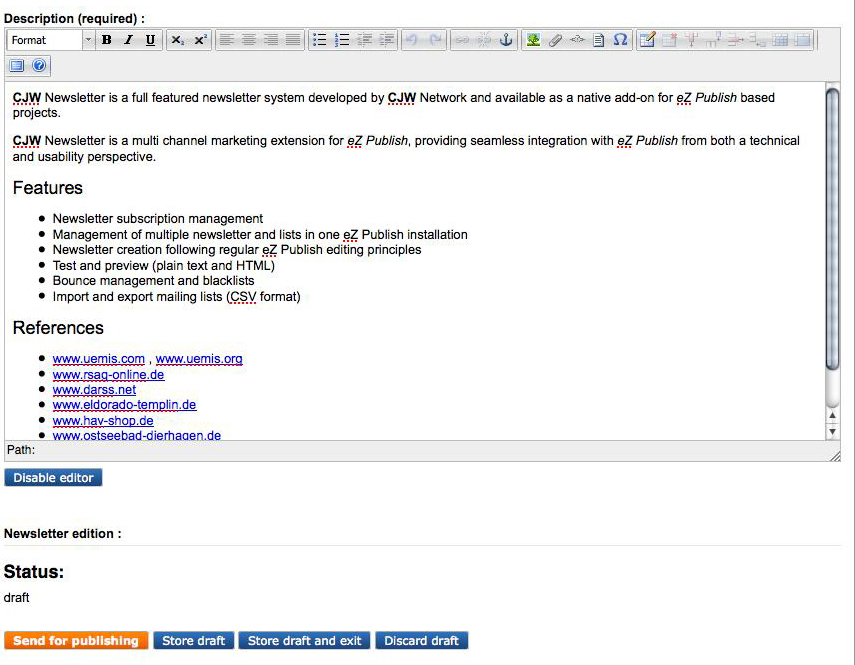 Description (required) :
Format B I U x₂ x² Ω
?
CJW Newsletter is a full featured newsletter system developed by CJW Network and available as a native add-on for eZ Publish based
projects.
CJW Newsletter is a multi channel marketing extension for eZ Publish, providing seamless integration with eZ Publish from both a technical
and usability perspective.
Features
• Newsletter subscription management
• Management of multiple newsletter and lists in one eZ Publish installation
• Newsletter creation following regular eZ Publish editing principles
• Test and preview (plain text and HTML)
• Bounce management and blacklists
• Import and export mailing lists (CSV format)
References
• www.uemis.com , www.uemis.org
• www.rsag-online.de
• www.darss.net
• www.eldorado-templin.de
• www.hav-shop.de
• www.ostseebad-dierhagen.de
Path:
Disable editor
Newsletter edition :
Status:
draft
Send for publishing Store draft Store draft and exit Discard draft